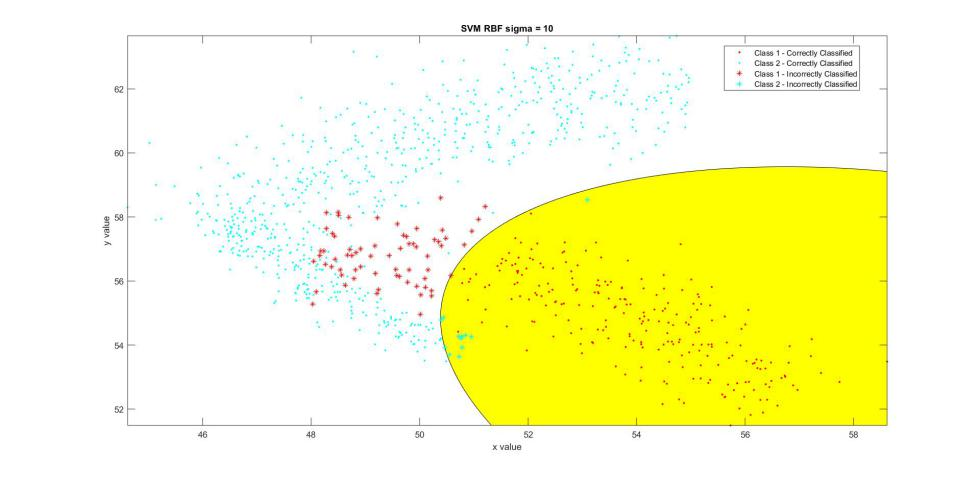 SVM RBF sigma = 10
Class 1 - Correctly Classified
Class 2 - Correctly Classified
Class 1 - Incorrectly Classified
Class 2 - Incorrectly Classified
62
60
58
56
54
52
y value
46 48 50 52 54 56 58
x value